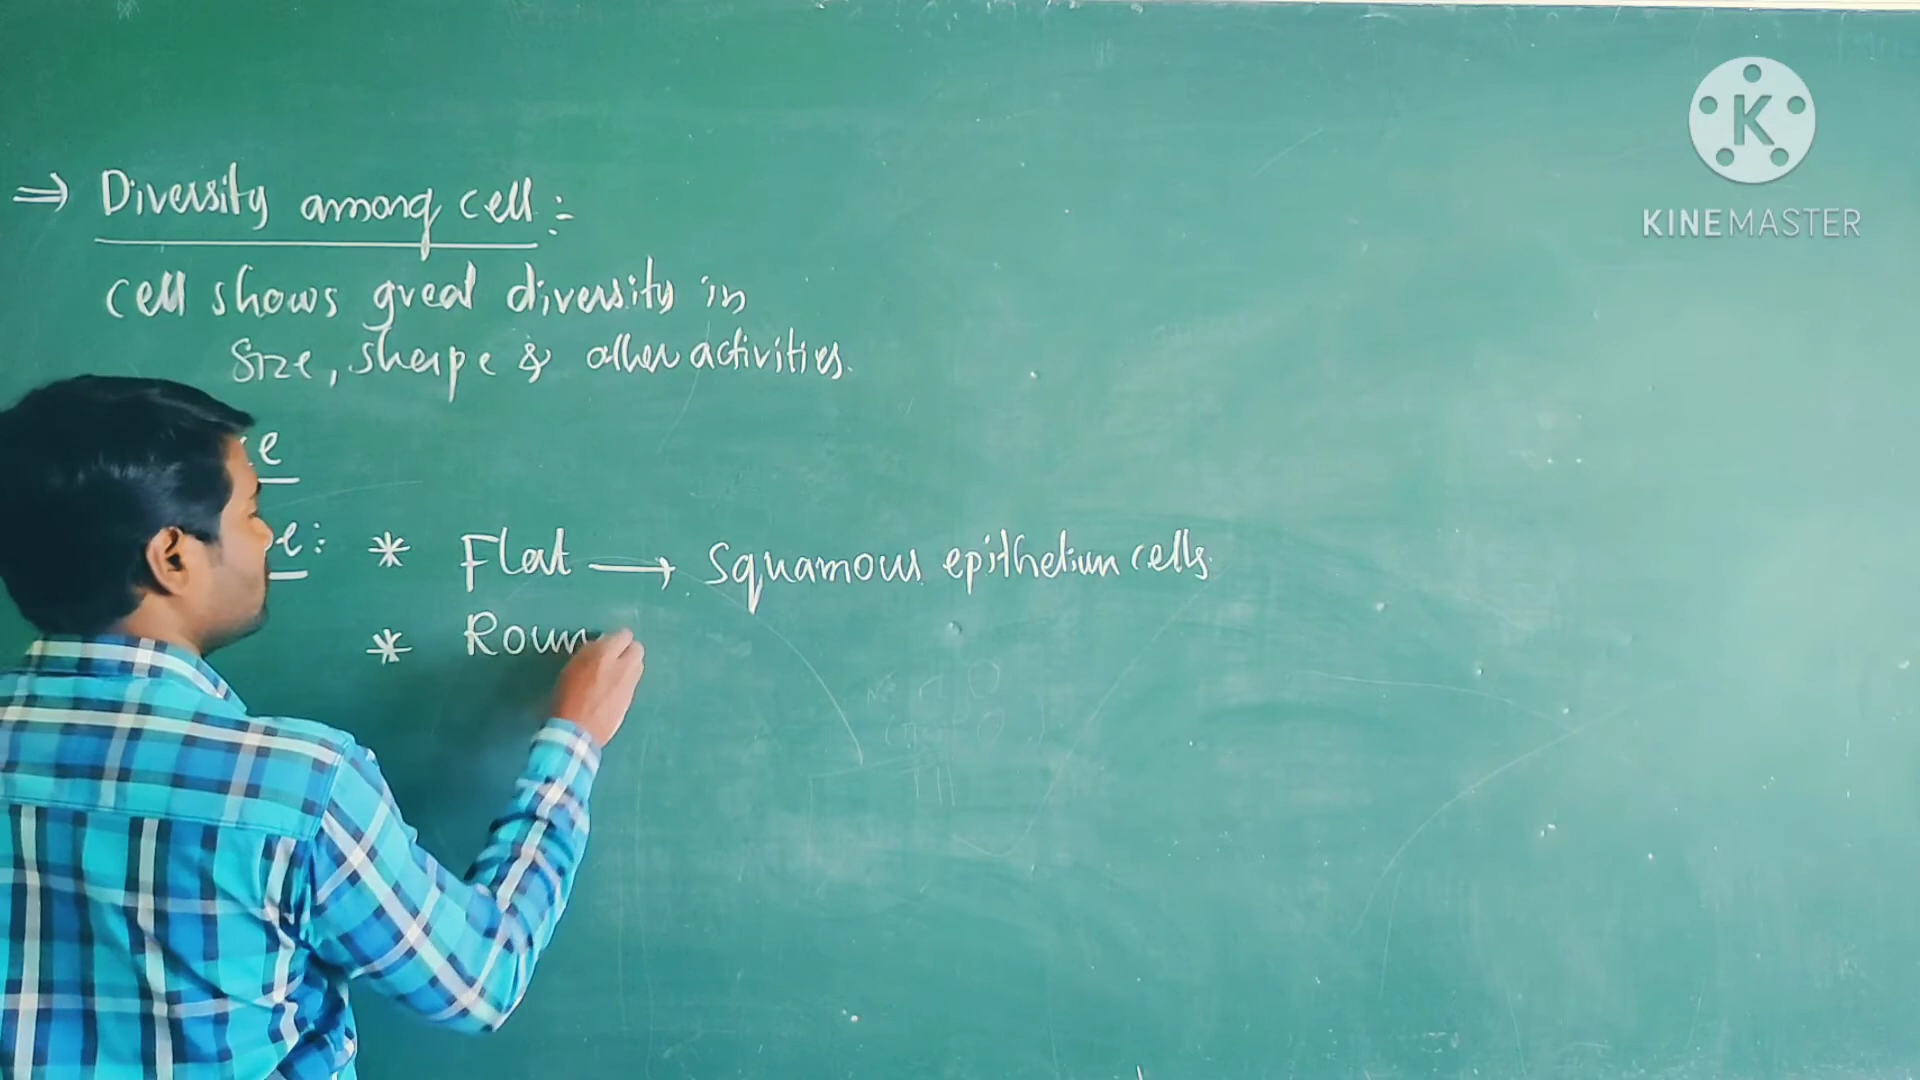 ⇒ Diversity among cell :-
cell shows great diversity in
Size, shape & other activities.
e
e:
* Flat → Squamous epithelium cells.
* Roun
K
KINEMASTER